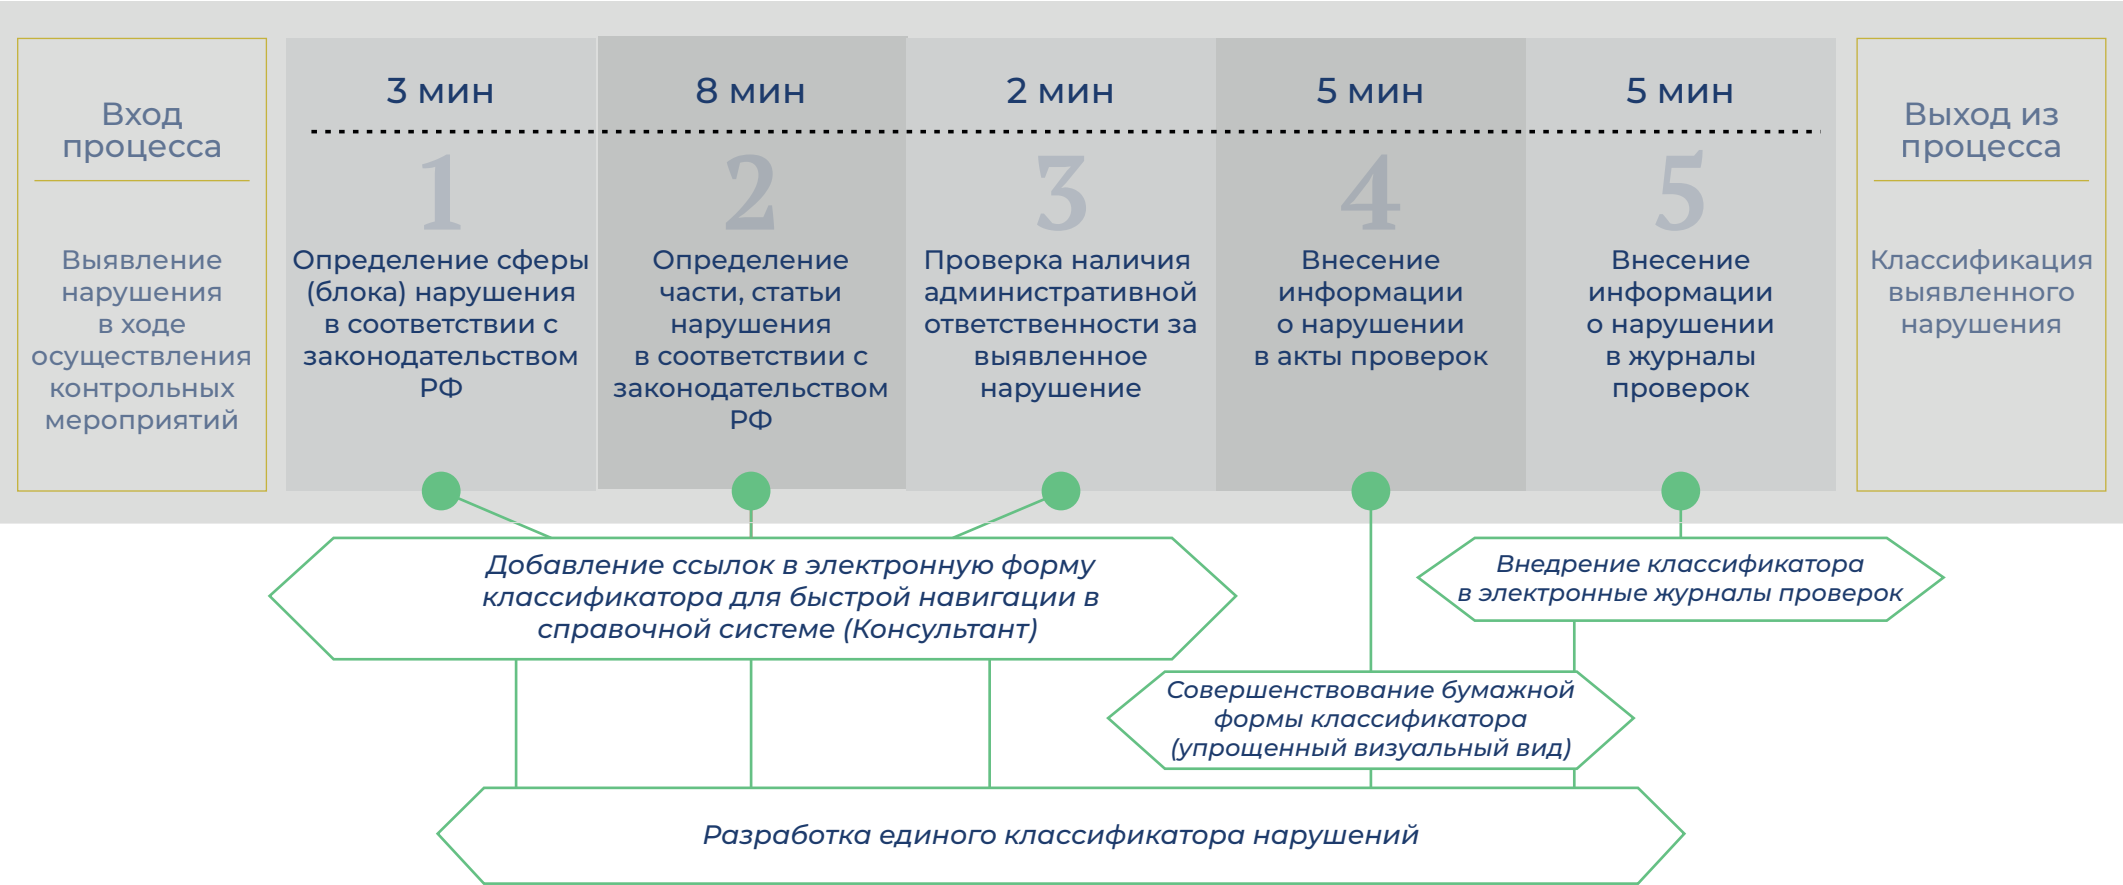 Вход
процесса
Выявление
нарушения
в ходе
осуществления
контрольных
мероприятий
3 мин
1
Определение сферы
(блока) нарушения
в соответствии с
законодательством
РФ
8 мин
2
Определение
части, статьи
нарушения
в соответствии с
законодательством
РФ
2 мин
3
Проверка наличия
административной
ответственности за
выявленное
нарушение
5 мин
4
Внесение
информации
о нарушении
в акты проверок
5 мин
5
Внесение
информации
о нарушении
в журналы
проверок
Выход из
процесса
Классификация
выявленного
нарушения
Добавление ссылок в электронную форму
классификатора для быстрой навигации в
справочной системе (Консультант)
Внедрение классификатора
в электронные журналы проверок
Совершенствование бумажной
формы классификатора
(упрощенный визуальный вид)
Разработка единого классификатора нарушений